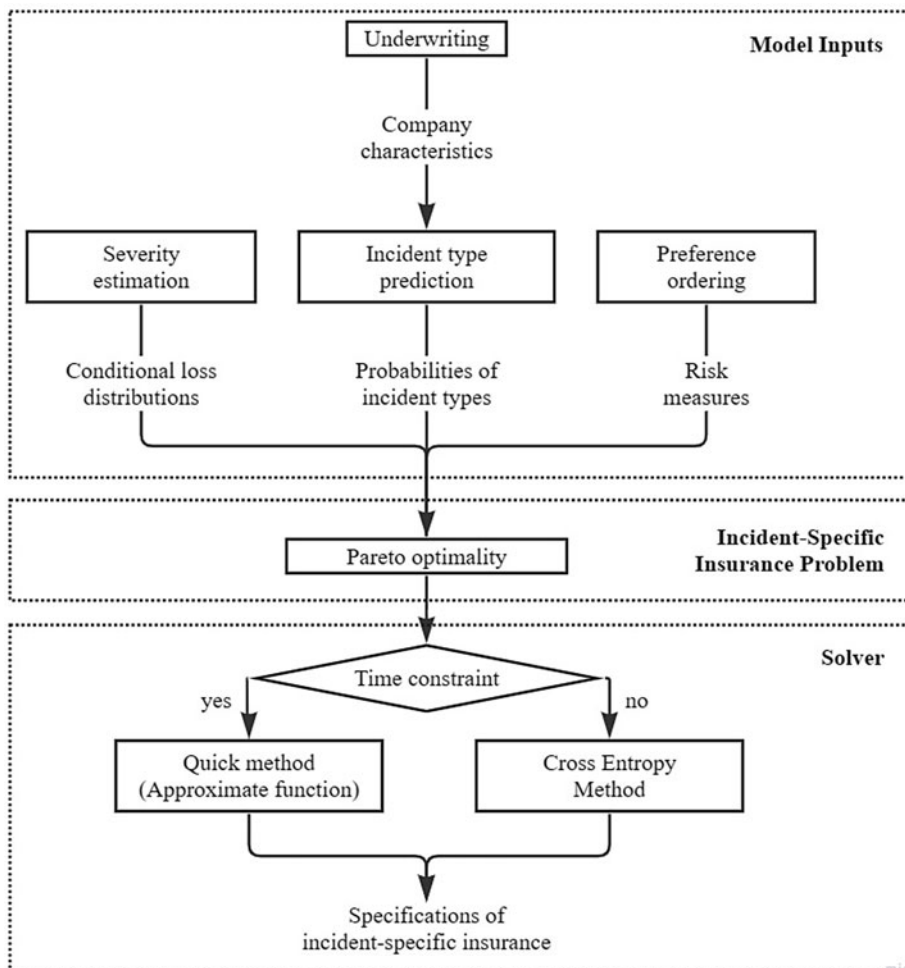 Underwriting
Model Inputs
Company
characteristics
Severity
estimation
Incident type
prediction
Preference
ordering
Conditional loss
distributions
Probabilities of
incident types
Risk
measures
Incident-Specific
Insurance Problem
Pareto optimality
Solver
Time constraint
yes
no
Quick method
(Approximate function)
Cross Entropy
Method
Specifications of
incident-specific insurance